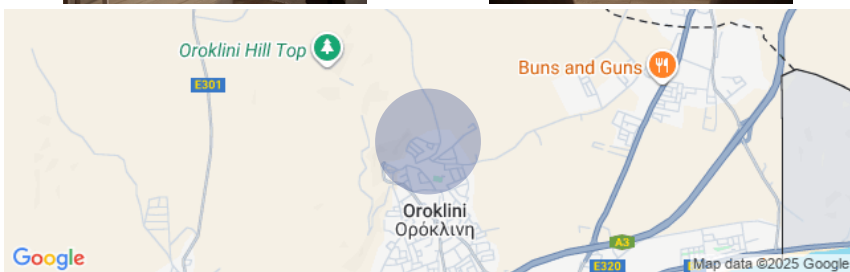 Oroklini Hill Top
E301
Buns and Guns
Oroklini
Ορόκλινη
A3
E320
Google
Map data ©2025 Google